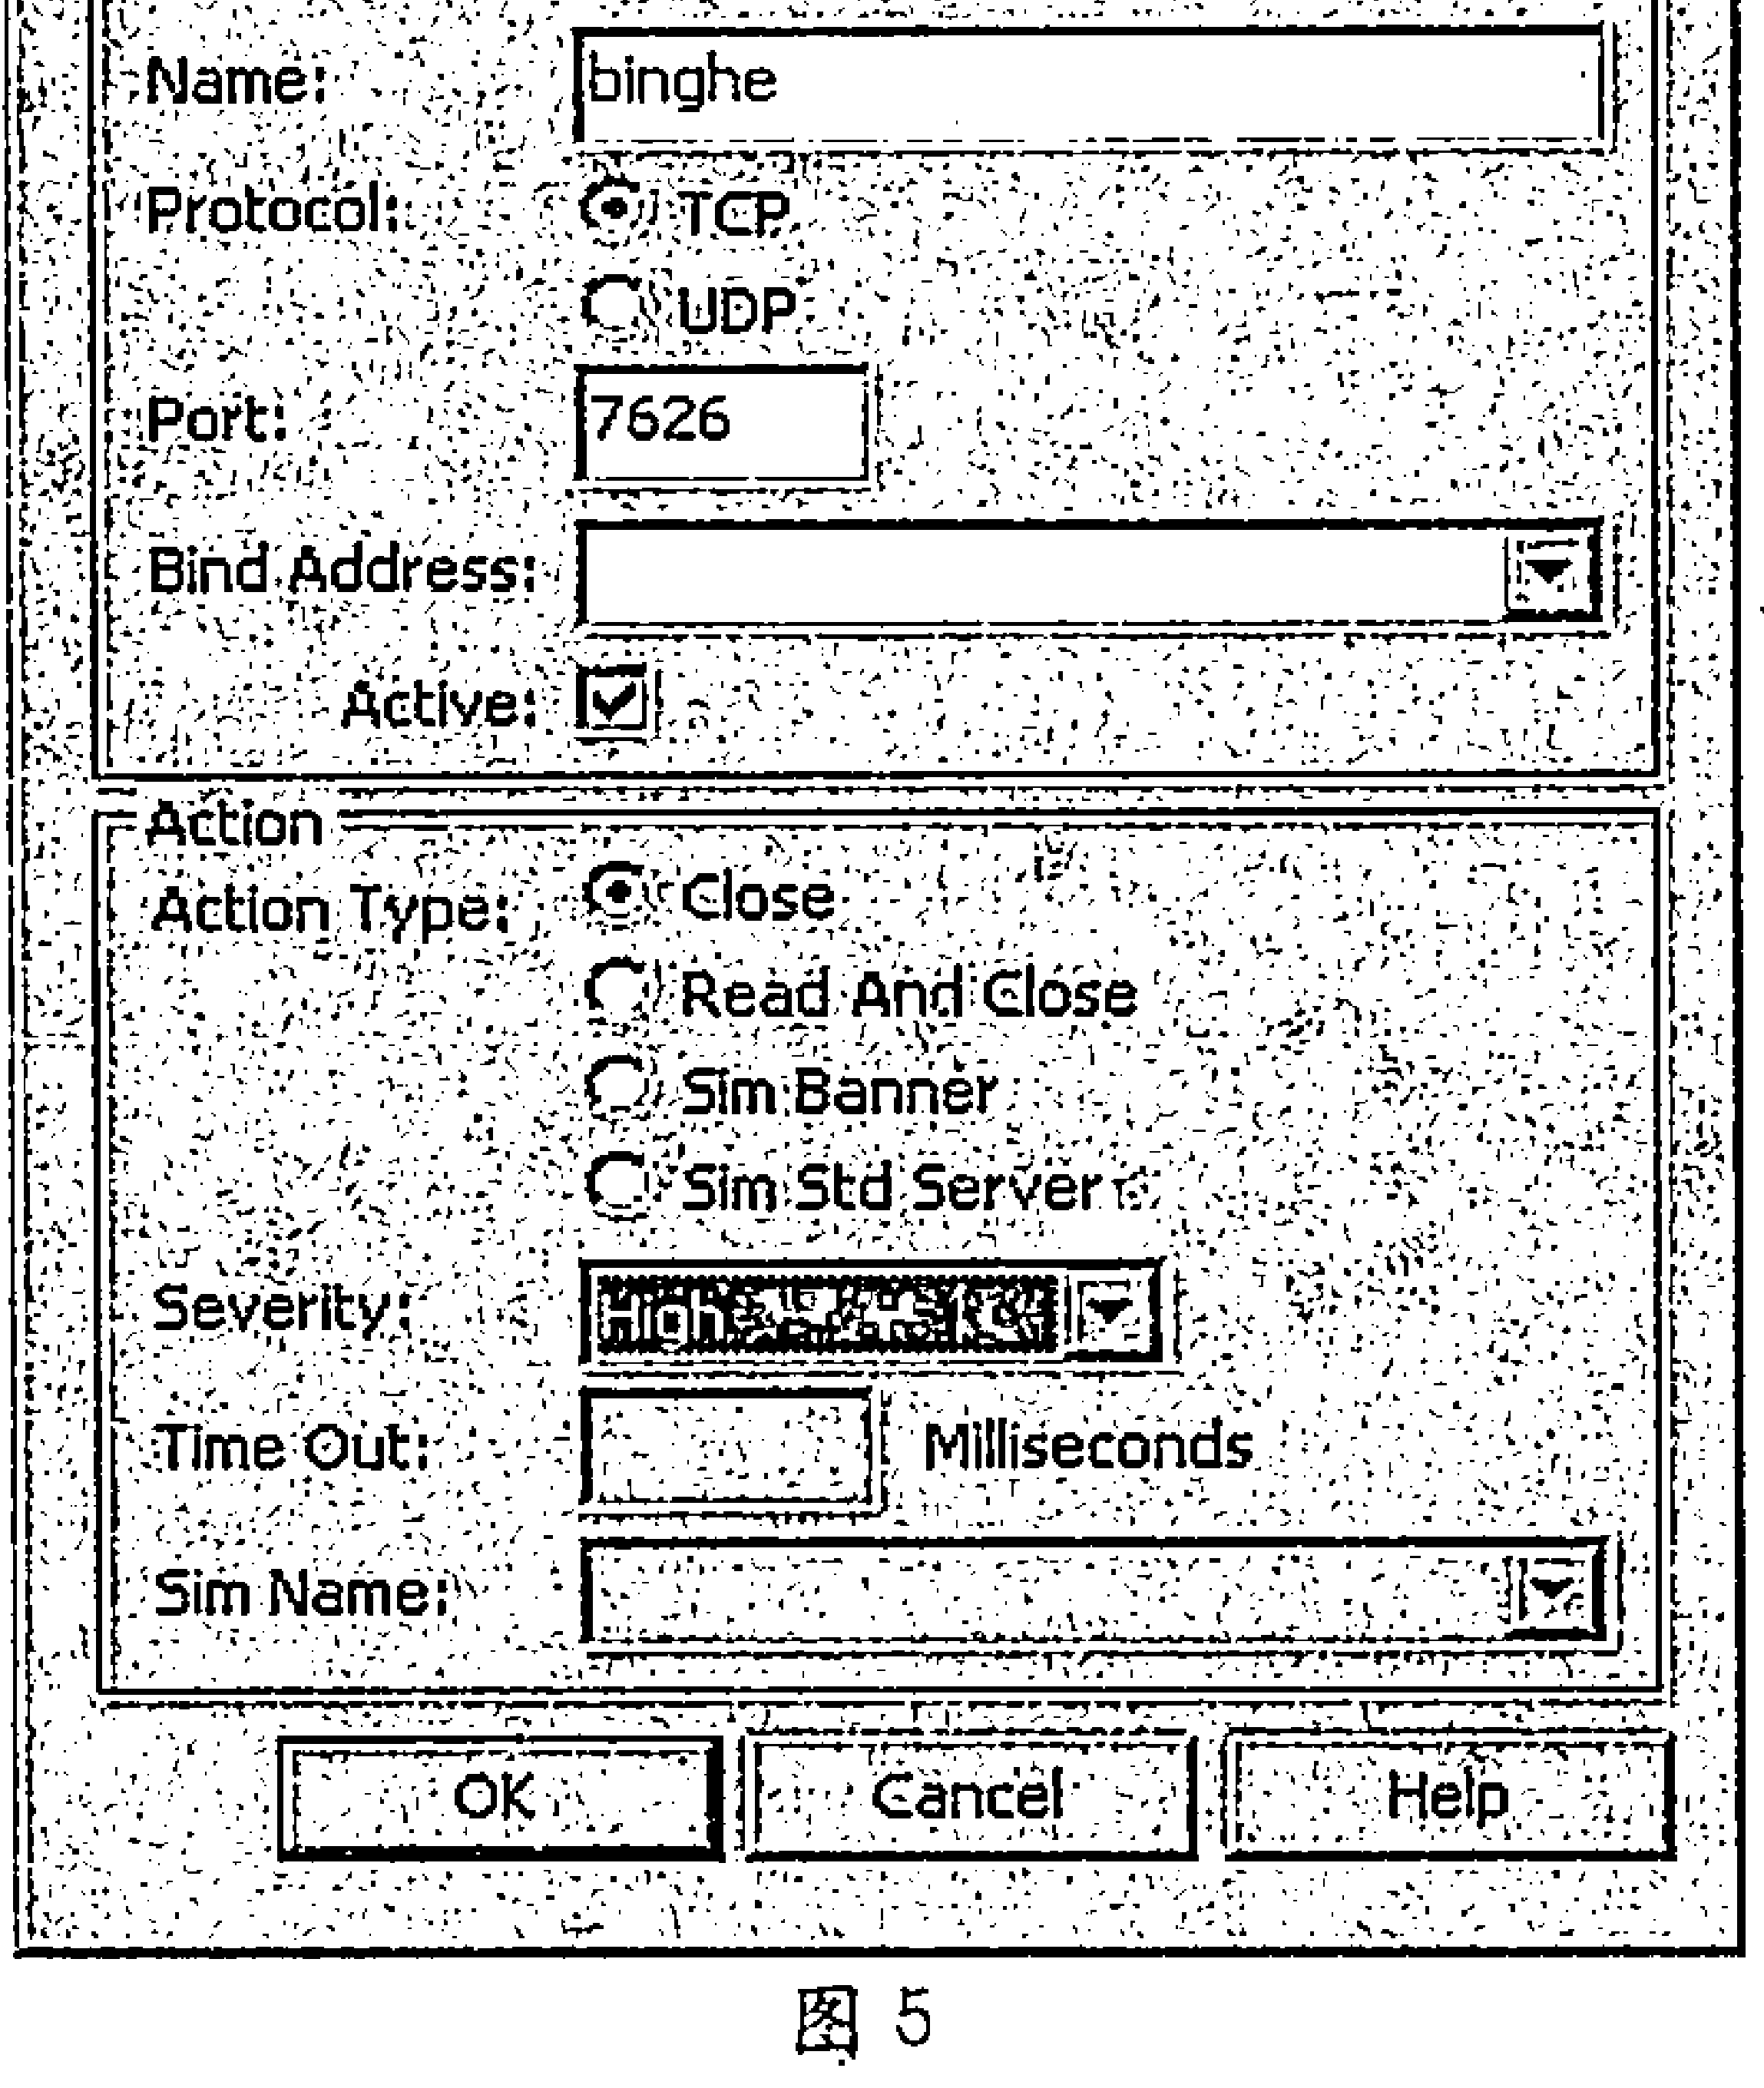 Name: binghe
Protocol: TCP
UDP
Port: 7626
Bind Address:
Active:
Action
Action Type: Close
Read And Close
Sim Banner
Sim Std Server
Severity: High
Time Out: Milliseconds
Sim Name:
OK Cancel Help
图 5